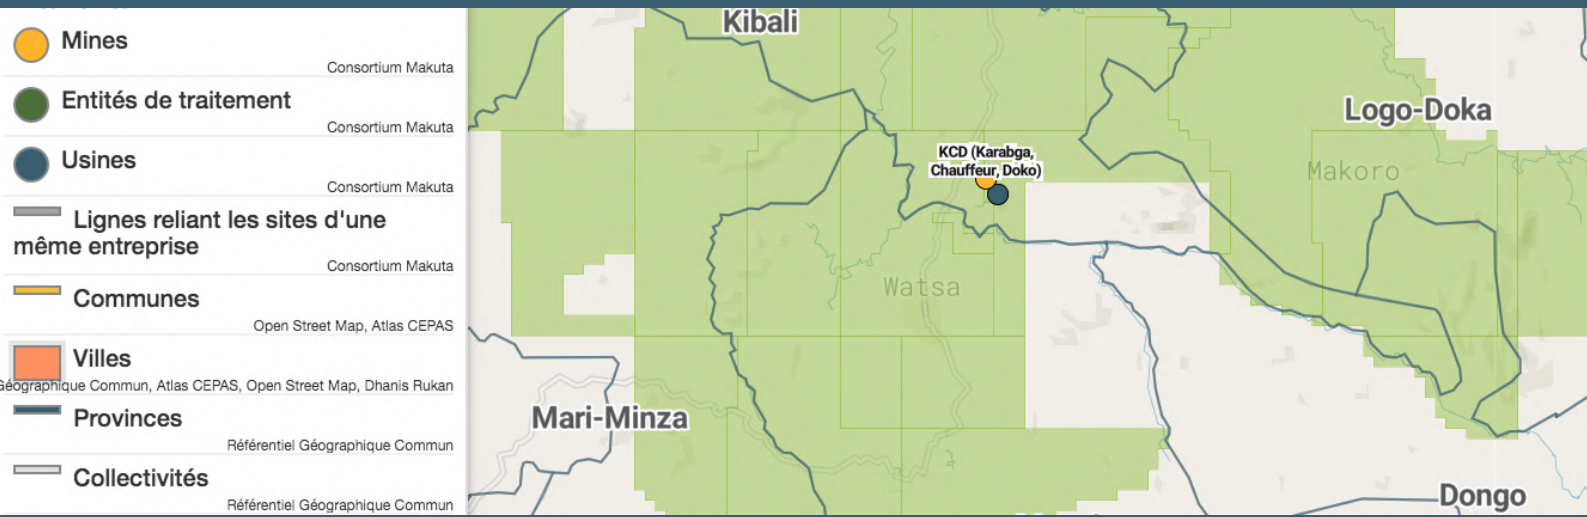 Mines
Consortium Makuta
Entités de traitement
Consortium Makuta
Usines
Consortium Makuta
Lignes reliant les sites d'une
même entreprise
Consortium Makuta
Communes
Open Street Map, Atlas CEPAS
Villes
Géographique Commun, Atlas CEPAS, Open Street Map, Dhanis Rukan
Provinces
Référentiel Géographique Commun
Collectivités
Référentiel Géographique Commun
Kibali
Logo-Doka
KCD (Karabga,
Chauffeur, Doko)
Makoro
Watsa
Mari-Minza
Dongo